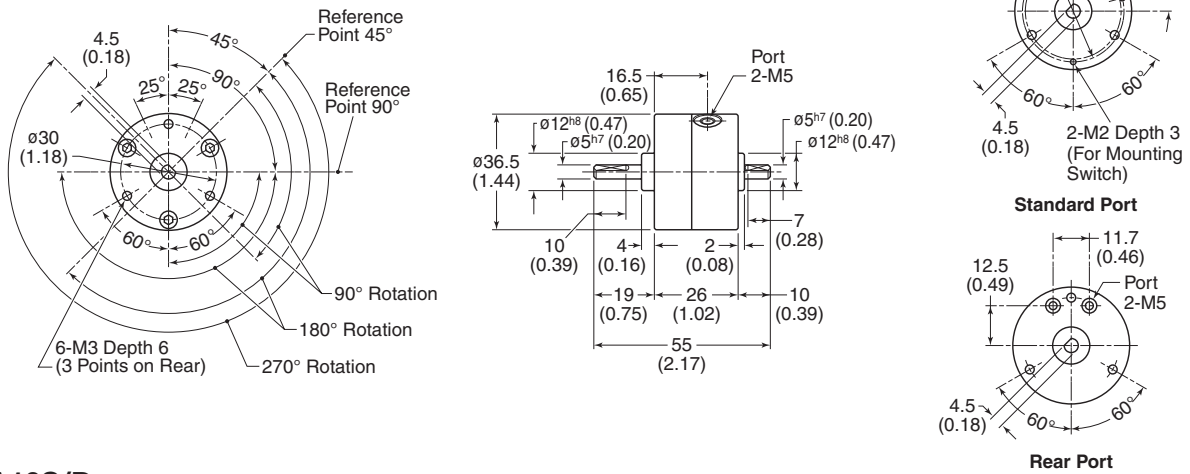 Reference
Point 45°
45°
4.5
(0.18)
90°
25° 25°
Reference
Point 90°
ø30
(1.18)
60° 60°
90° Rotation
180° Rotation
270° Rotation
6-M3 Depth 6
(3 Points on Rear)
Port
2-M5
16.5
(0.65)
ø12h8 (0.47)
ø5h7 (0.20)
ø5h7 (0.20)
ø12h8 (0.47)
ø36.5
(1.44)
10
(0.39)
4
(0.16)
2
(0.08)
7
(0.28)
19
(0.75)
26
(1.02)
10
(0.39)
55
(2.17)
60° 60°
4.5
(0.18)
2-M2 Depth 3
(For Mounting
Switch)
Standard Port
11.7
(0.46)
12.5
(0.49)
Port
2-M5
4.5
(0.18)
60° 60°
Rear Port